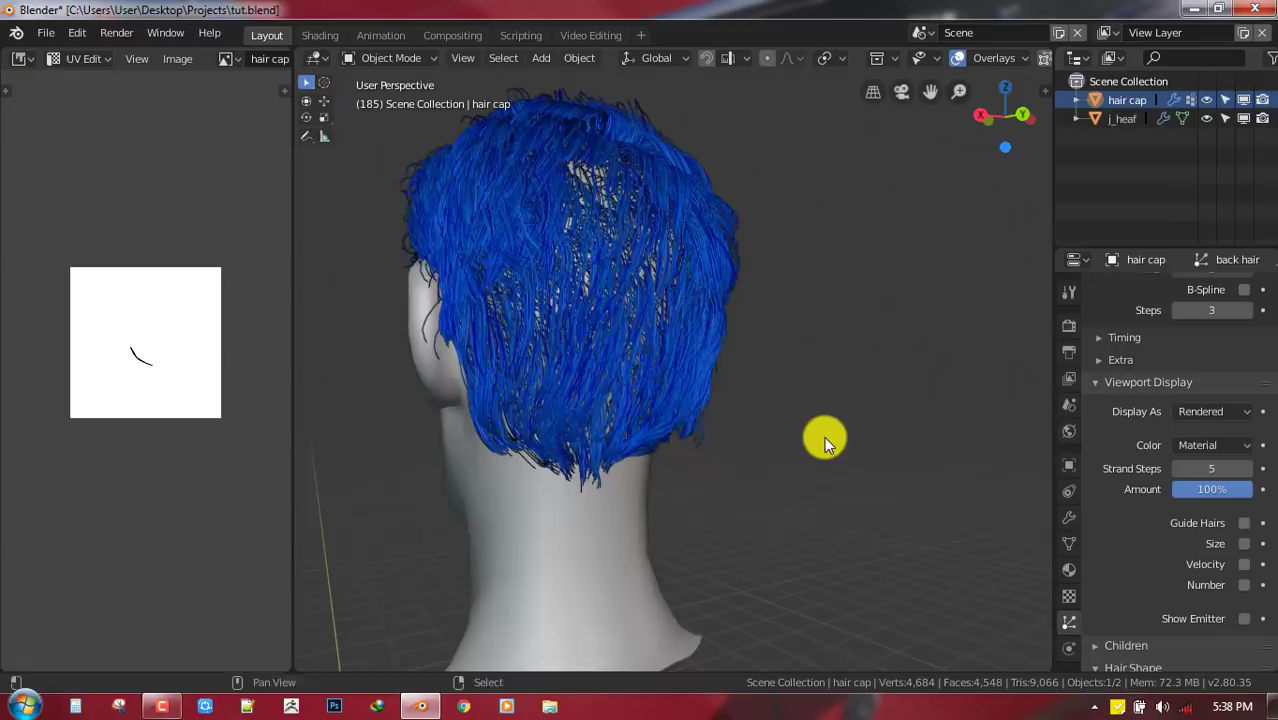 Blender* [C:\Users\User\Desktop\Projects\tut.blend]
File Edit Render Window Help Layout Shading Animation Compositing Scripting Video Editing + Scene View Layer
UV Edit View Image hair cap Object Mode View Select Add Object Global Overlays
User Perspective
(185) Scene Collection | hair cap
X Y Z
Scene Collection
hair cap
j_heaf
hair cap back hair
B-Spline
Steps 3
Timing
Extra
Viewport Display
Display As Rendered
Color Material
Strand Steps 5
Amount 100%
Guide Hairs
Size
Velocity
Number
Show Emitter
Children
Hair Shape
Pan View Select Scene Collection | hair cap | Verts:4,684 | Faces:4,548 | Tris:9,066 | Objects:1/2 | Mem: 72.3 MB | v2.80.35
Ps 5:38 PM